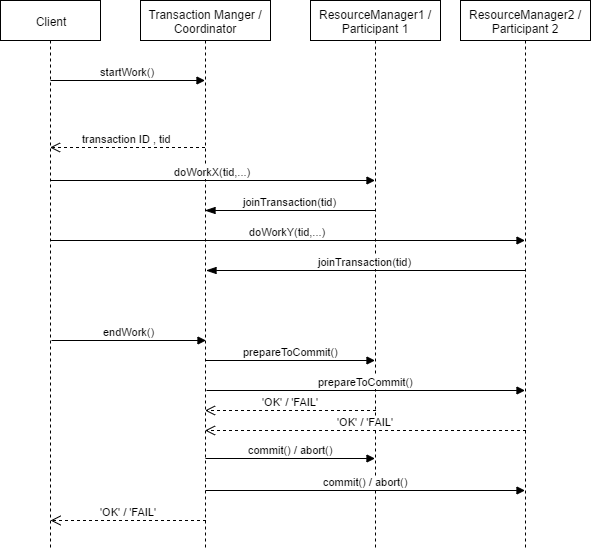 Client
Transaction Manger /
Coordinator
ResourceManager1 /
Participant 1
ResourceManager2 /
Participant 2
startWork()
transaction ID , tid
doWorkX(tid,...)
joinTransaction(tid)
doWorkY(tid,...)
joinTransaction(tid)
endWork()
prepareToCommit()
prepareToCommit()
'OK' / 'FAIL'
'OK' / 'FAIL'
commit() / abort()
commit() / abort()
'OK' / 'FAIL'